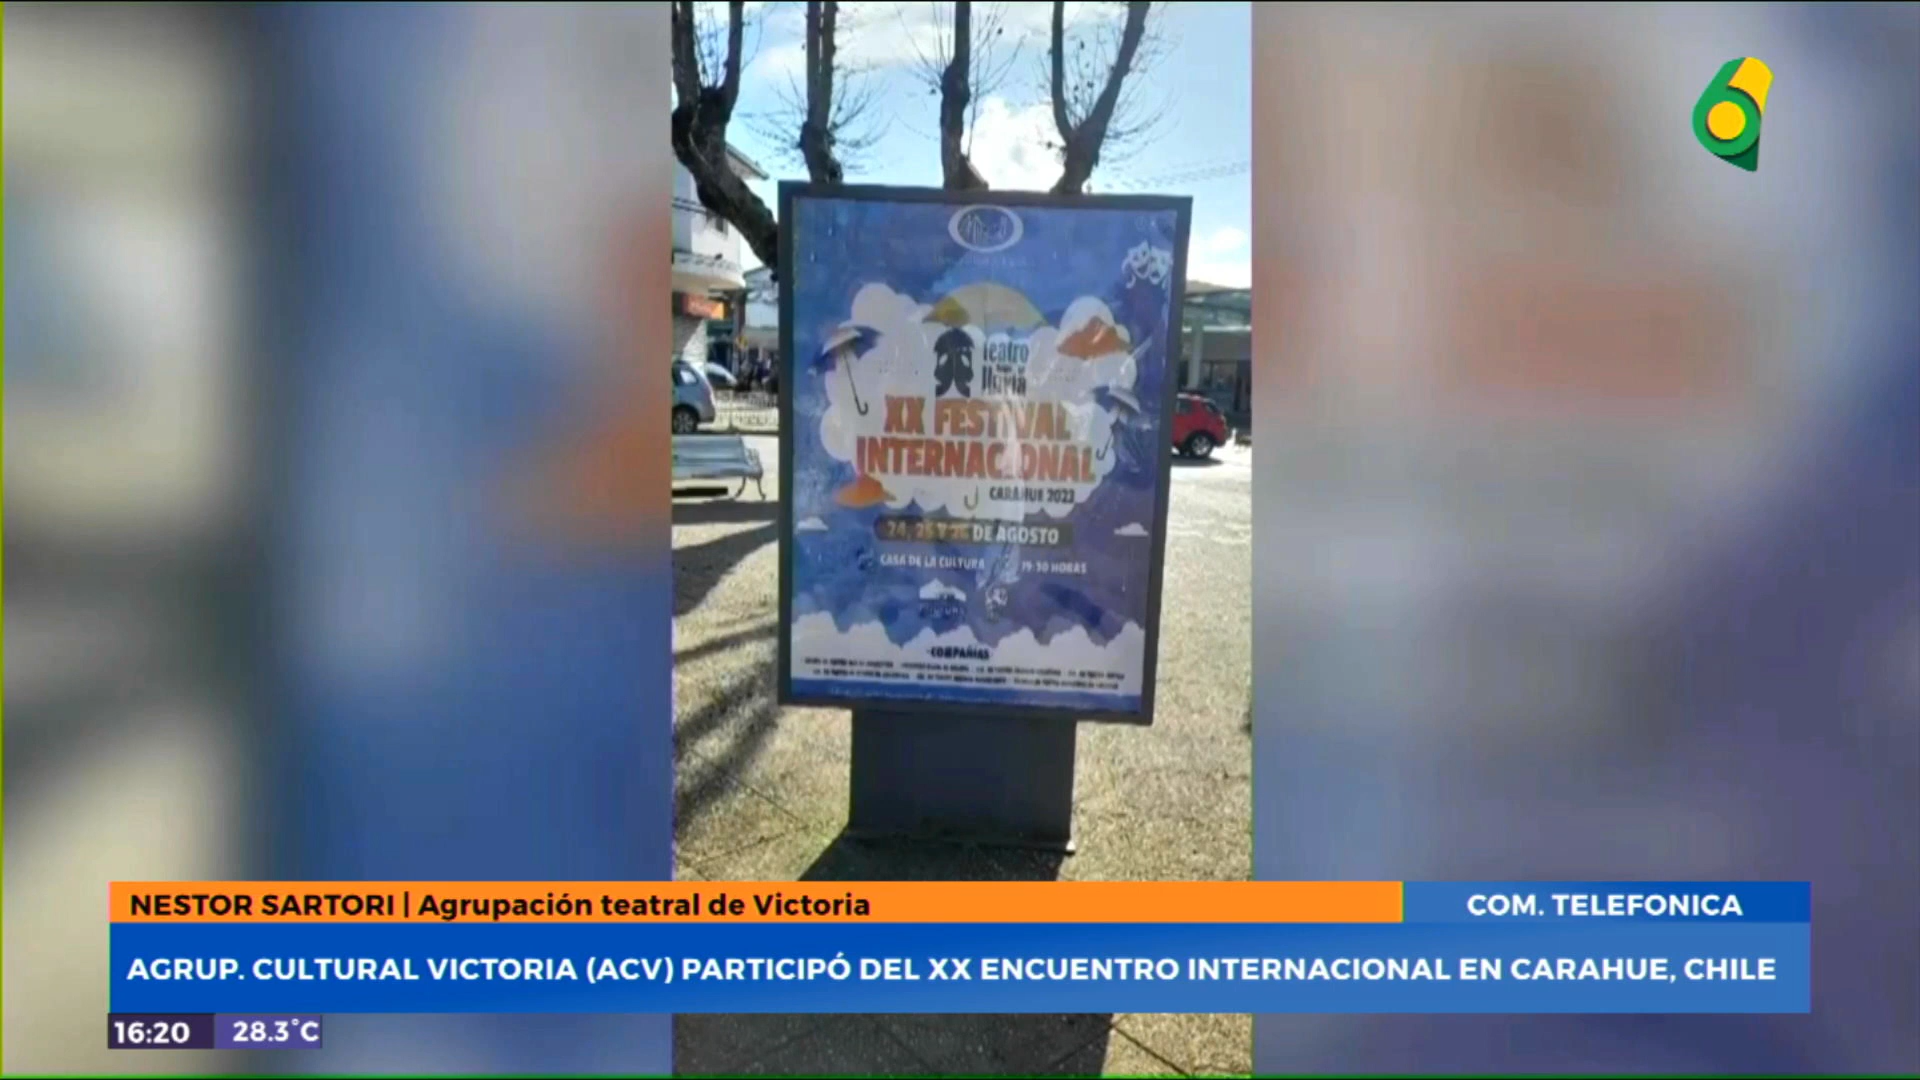 Teatro
lluvia
XX FESTIVAL
INTERNACIONAL
CARAHUE 2023
24, 25 Y 26 DE AGOSTO
CASA DE LA CULTURA 19:30 HORAS
COMPAÑÍAS
NESTOR SARTORI | Agrupación teatral de Victoria
COM. TELEFONICA
AGRUP. CULTURAL VICTORIA (ACV) PARTICIPÓ DEL XX ENCUENTRO INTERNACIONAL EN CARAHUE, CHILE
16:20 28.3°C